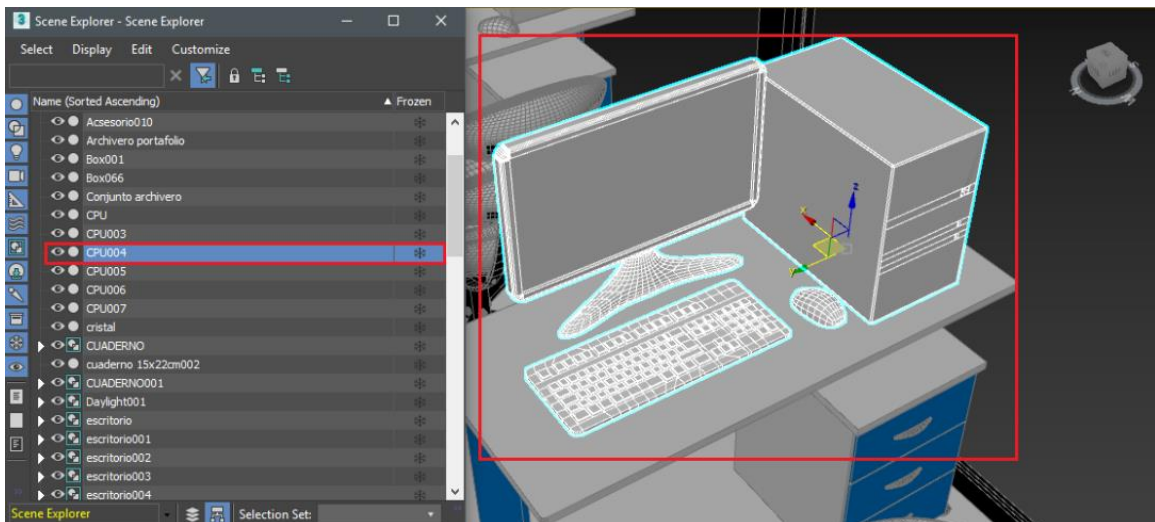 3 Scene Explorer - Scene Explorer
Select Display Edit Customize
Name (Sorted Ascending) ▲ Frozen
Acsesorio010
Archivero portafolio
Box001
Box066
Conjunto archivero
CPU
CPU003
CPU004
CPU005
CPU006
CPU007
cristal
CUADERNO
cuaderno 15x22cm002
CUADERNO001
Daylight001
escritorio
escritorio001
escritorio002
escritorio003
escritorio004
Scene Explorer Selection Set:
z